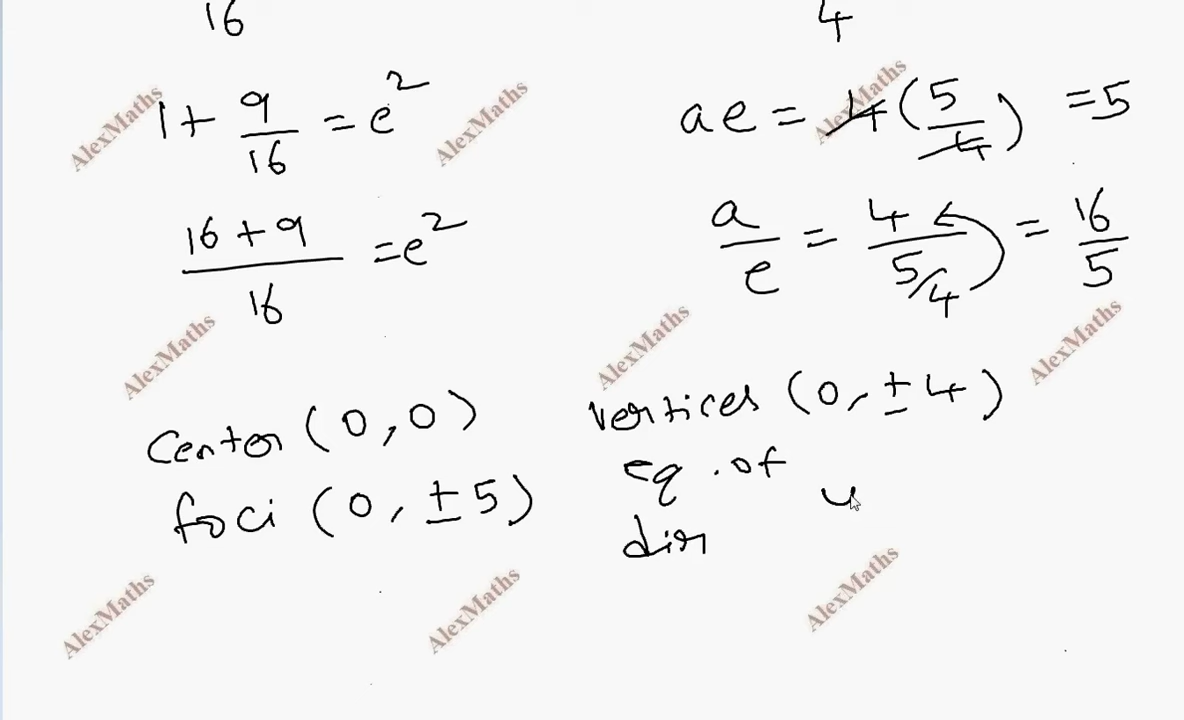 16
4
1 + 9/16 = e²
ae = 4(5/4) = 5
(16 + 9)/16 = e²
a/e = 4/(5/4) = 16/5
Center (0, 0)
vertices (0, ± 4)
foci (0, ± 5)
eq. of
dir
AlexMaths
AlexMaths
AlexMaths
AlexMaths
AlexMaths
AlexMaths
AlexMaths
AlexMaths
AlexMaths